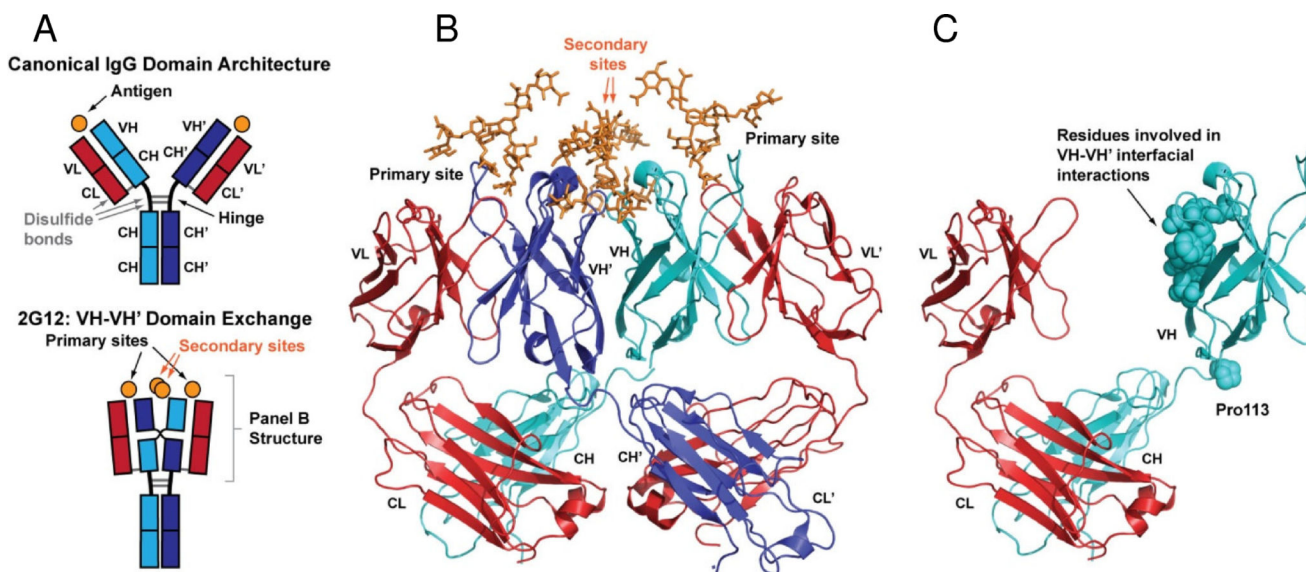 A
Canonical IgG Domain Architecture
Antigen
VH
VH'
CH
CH'
VL
VL'
CL
CL'
Disulfide
bonds
Hinge
CH
CH'
CH
CH'
2G12: VH-VH' Domain Exchange
Primary sites
Secondary sites
Panel B
Structure
B
Secondary
sites
Primary site
Primary site
VL
VH'
VH
VL'
CH
CH'
CL
CL'
C
Residues involved in
VH-VH' interfacial
interactions
VL
VH
Pro113
CH
CL